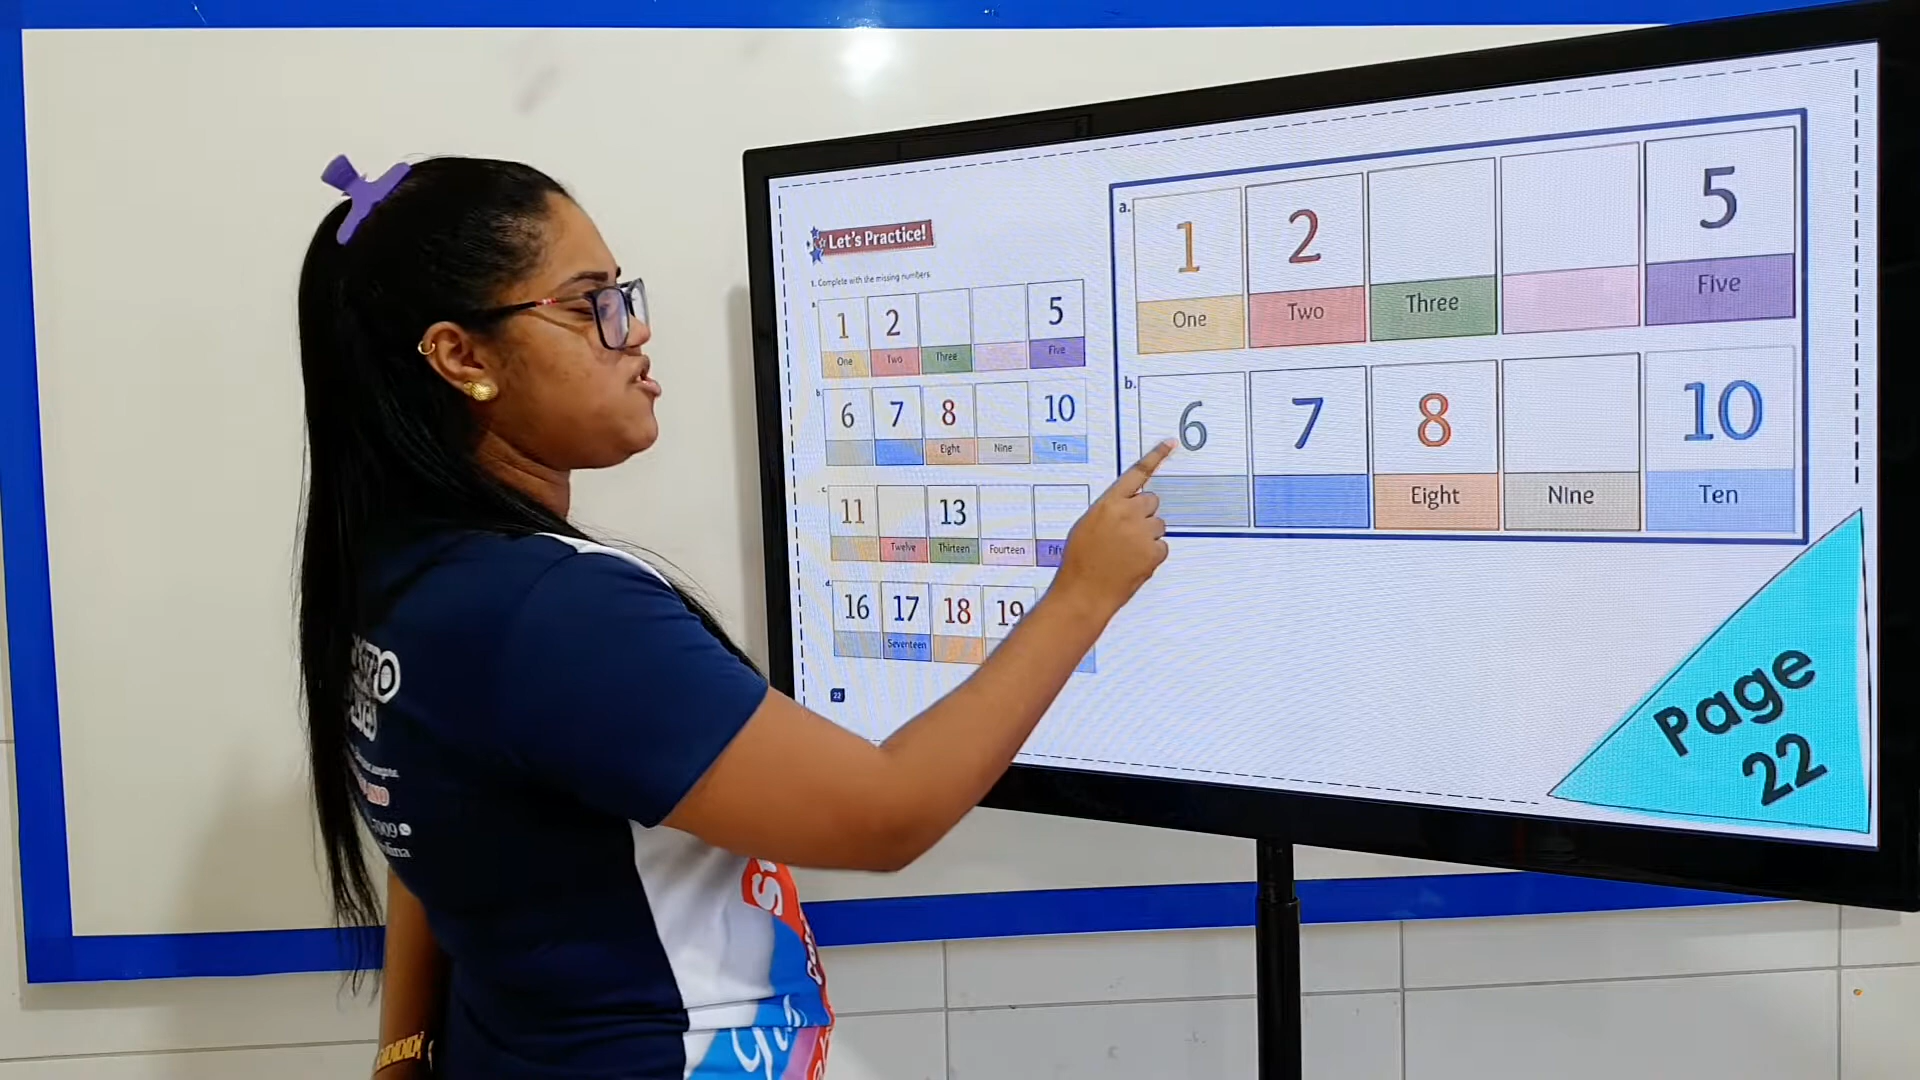 Let's Practice!
1. Complete with the missing numbers.
a.
1 2 5
One Two Three Five
b.
6 7 8 10
Eight Nine Ten
c.
11 13
Twelve Thirteen Fourteen
d.
16 17 18 19
Seventeen
22
a.
1 2 5
One Two Three Five
b.
6 7 8 10
Eight Nine Ten
Page
22